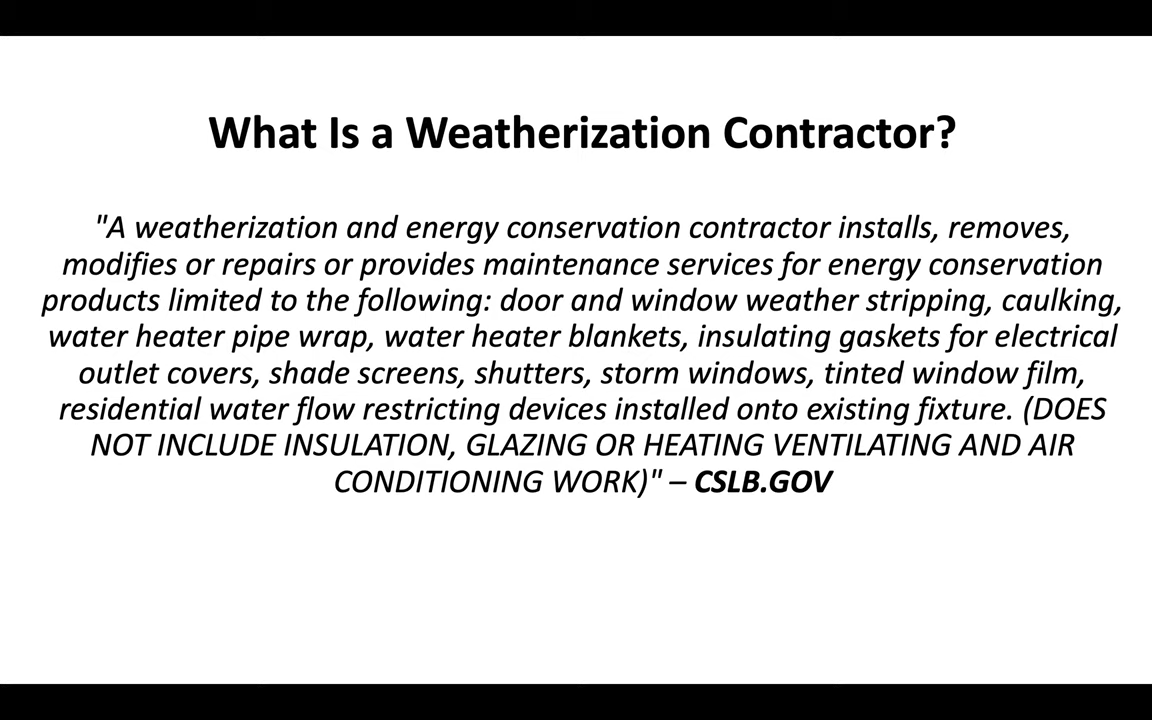 What Is a Weatherization Contractor?
"A weatherization and energy conservation contractor installs, removes,
modifies or repairs or provides maintenance services for energy conservation
products limited to the following: door and window weather stripping, caulking,
water heater pipe wrap, water heater blankets, insulating gaskets for electrical
outlet covers, shade screens, shutters, storm windows, tinted window film,
residential water flow restricting devices installed onto existing fixture. (DOES
NOT INCLUDE INSULATION, GLAZING OR HEATING VENTILATING AND AIR
CONDITIONING WORK)" – CSLB.GOV